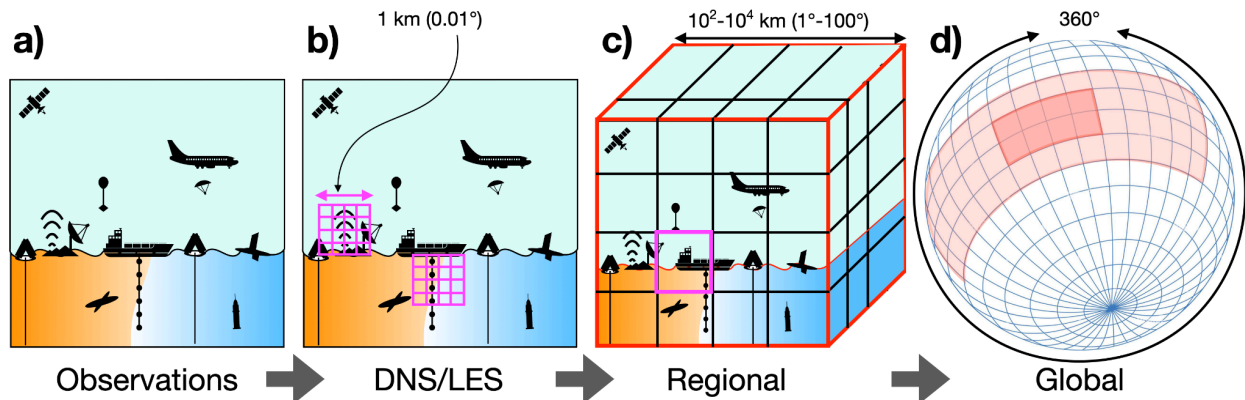 a)
b)
1 km (0.01°)
c)
10²-10⁴ km (1°-100°)
d)
360°
Observations
DNS/LES
Regional
Global